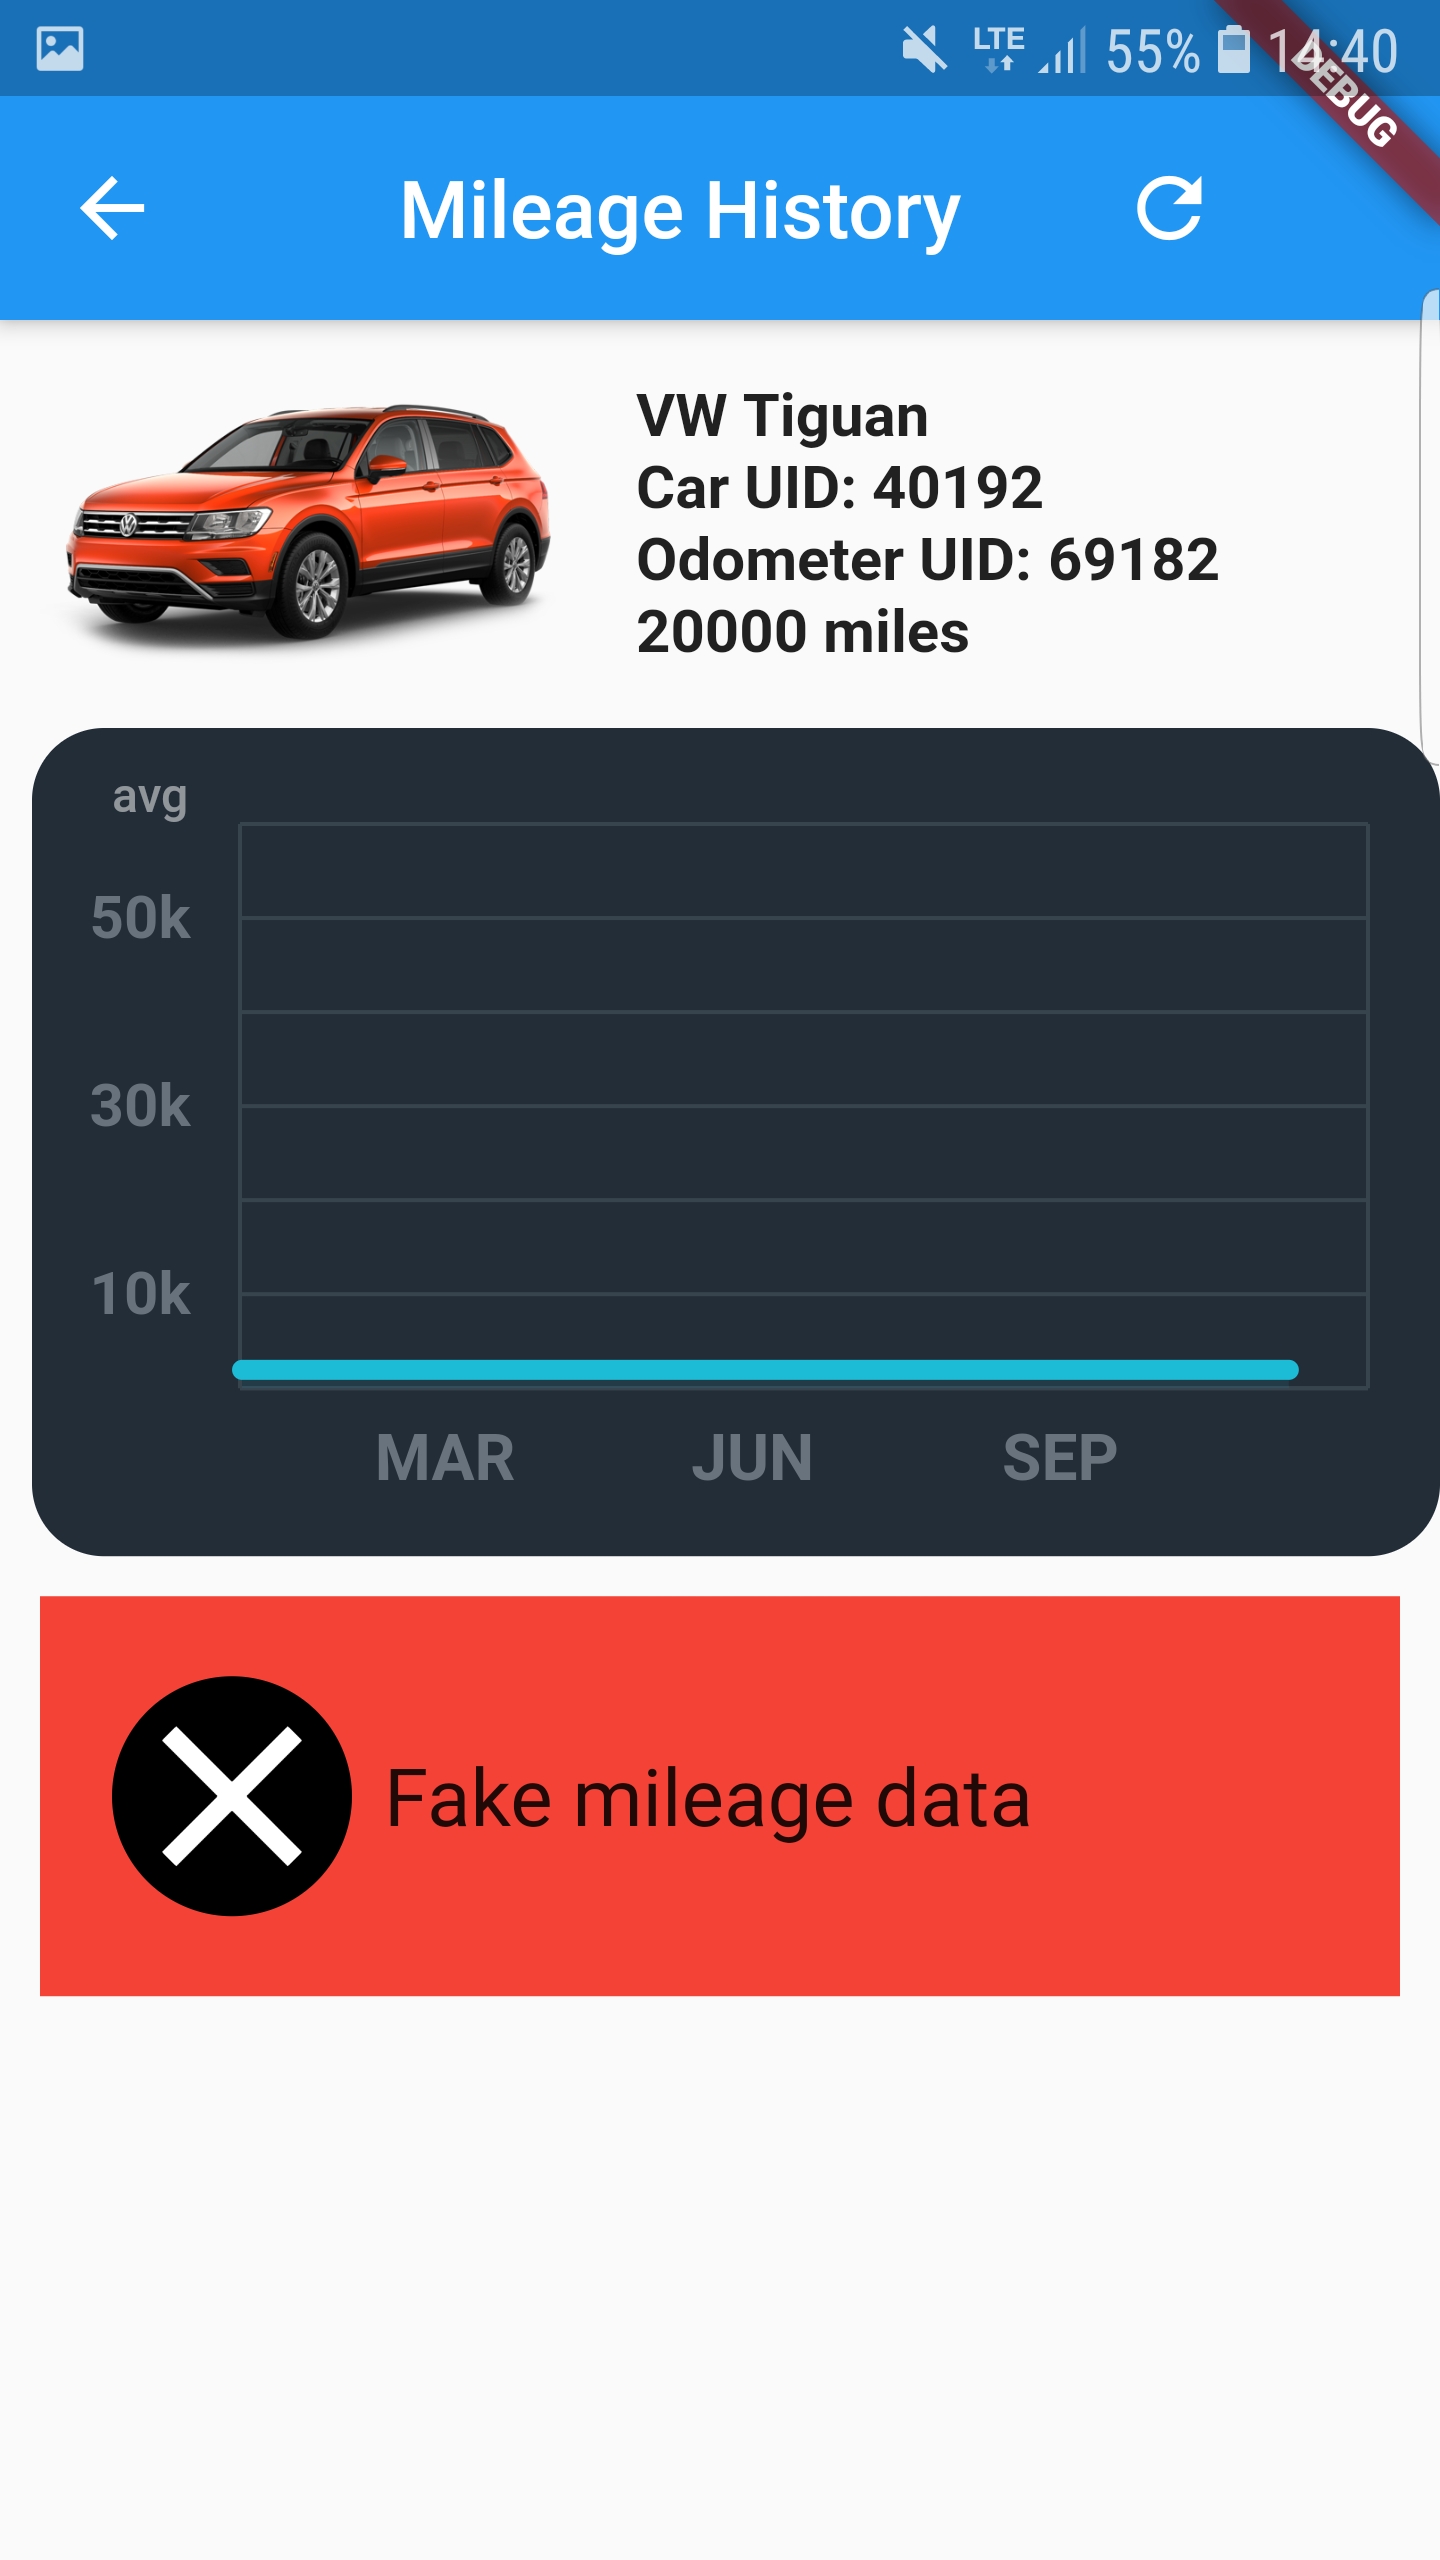 LTE 55% 14:40
DEBUG
Mileage History
VW Tiguan
Car UID: 40192
Odometer UID: 69182
20000 miles
avg
50k
30k
10k
MAR JUN SEP
Fake mileage data